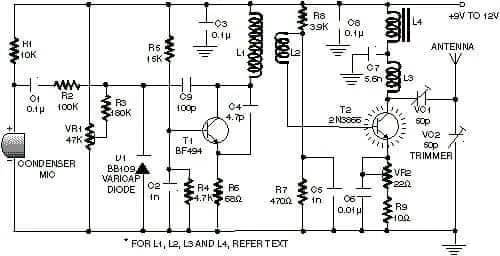 R1
10K
C1
0.1µ
R2
100K
R3
180K
VR1
47K
CONDENSER
MIC
V1
BB109
VARICAP
DIODE
R5
15K
C9
100p
C2
1n
R4
4.7K
T1
BF494
R6
68Ω
C3
0.1µ
C4
4.7p
L1
L2
R8
3.9K
R7
470Ω
C5
1n
C6
0.01µ
C8
0.1µ
C7
5.6n
L4
L3
T2
2N3866
VC1
50p
VC2
50p
TRIMMER
VR2
22Ω
R9
10Ω
+9V TO 12V
ANTENNA
* FOR L1, L2, L3 AND L4, REFER TEXT